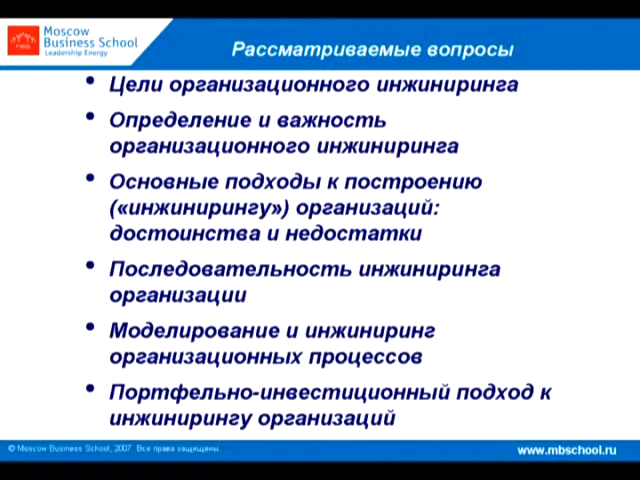 Moscow
Business School
Leadership Energy
Рассматриваемые вопросы
• Цели организационного инжиниринга
• Определение и важность
организационного инжиниринга
• Основные подходы к построению
(«инжинирингу») организаций:
достоинства и недостатки
• Последовательность инжиниринга
организации
• Моделирование и инжиниринг
организационных процессов
• Портфельно-инвестиционный подход к
инжинирингу организаций
© Moscow Business School, 2007. Все права защищены.
www.mbschool.ru